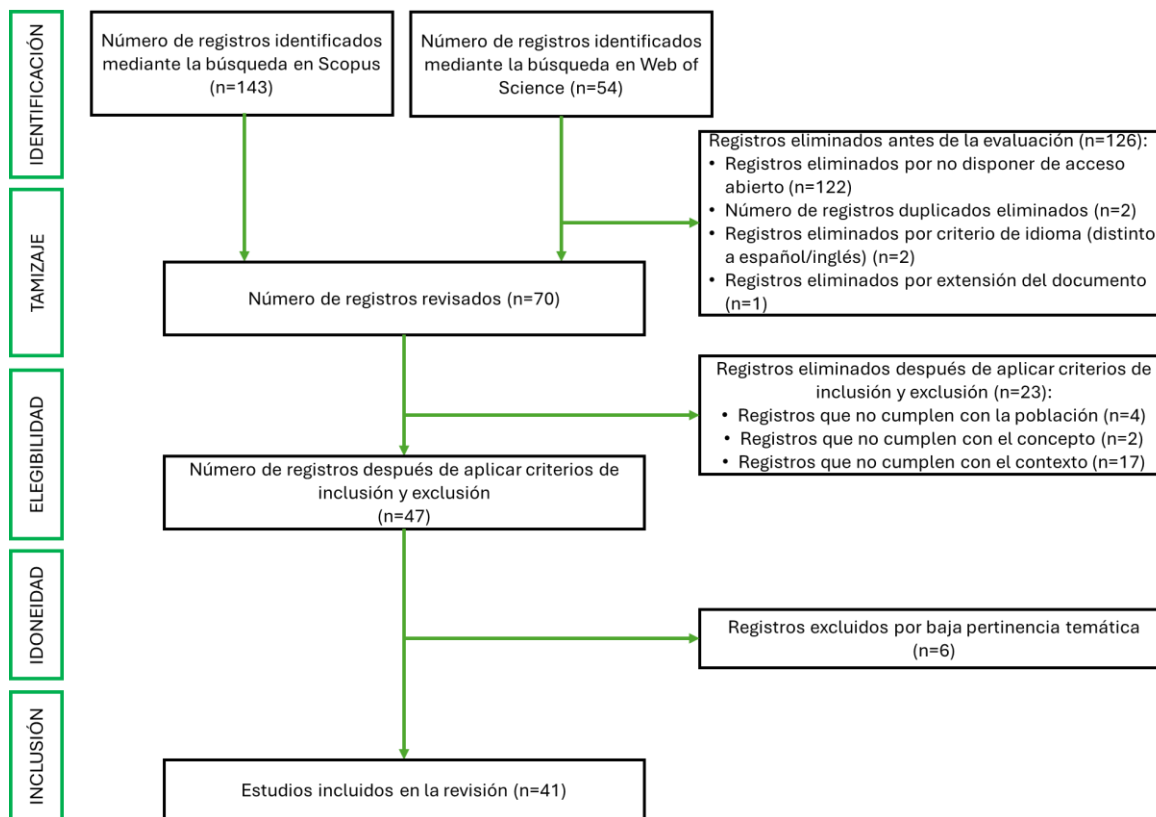 IDENTIFICACIÓN
Número de registros identificados
mediante la búsqueda en Scopus
(n=143)
Número de registros identificados
mediante la búsqueda en Web of
Science (n=54)
Registros eliminados antes de la evaluación (n=126):
• Registros eliminados por no disponer de acceso
abierto (n=122)
• Número de registros duplicados eliminados (n=2)
• Registros eliminados por criterio de idioma (distinto
a español/inglés) (n=2)
• Registros eliminados por extensión del documento
(n=1)
TAMIZAJE
Número de registros revisados (n=70)
ELEGIBILIDAD
Registros eliminados después de aplicar criterios de
inclusión y exclusión (n=23):
• Registros que no cumplen con la población (n=4)
• Registros que no cumplen con el concepto (n=2)
• Registros que no cumplen con el contexto (n=17)
Número de registros después de aplicar criterios de
inclusión y exclusión
(n=47)
IDONEIDAD
Registros excluidos por baja pertinencia temática
(n=6)
INCLUSIÓN
Estudios incluidos en la revisión (n=41)